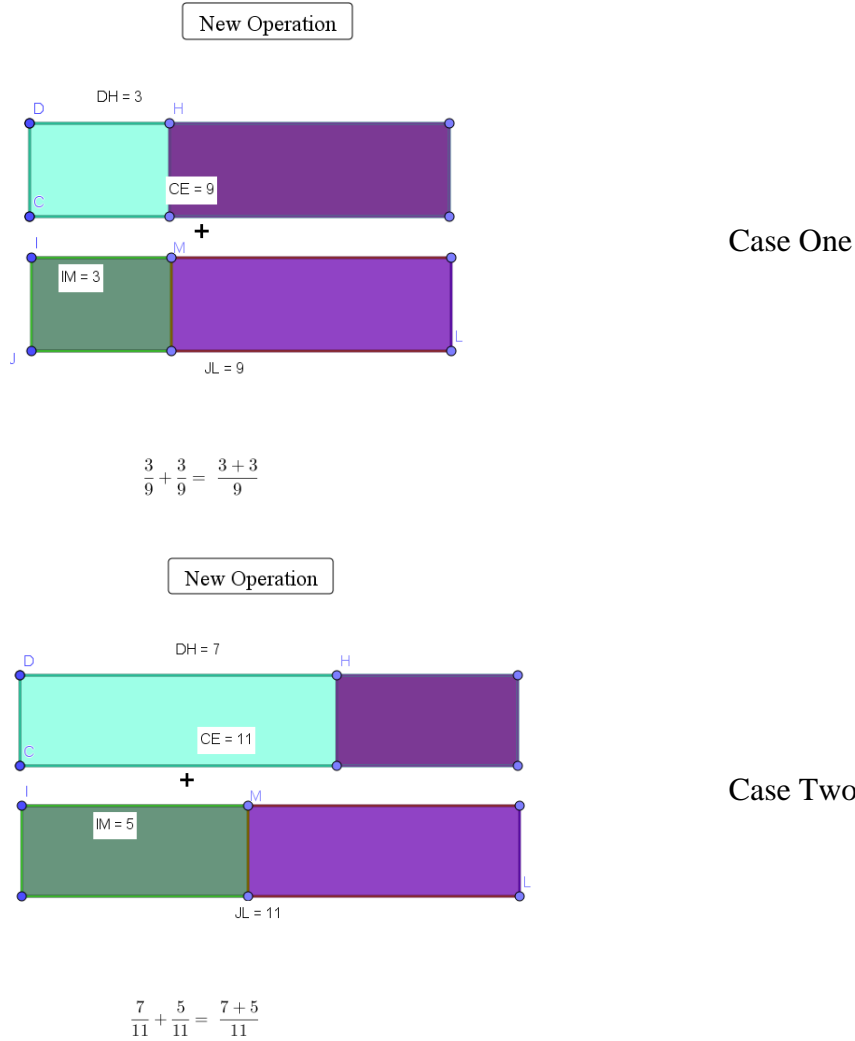 New Operation
DH = 3
D
H
CE = 9
C
+
I
M
IM = 3
Case One
L
J
JL = 9
3/9 + 3/9 = (3 + 3)/9
New Operation
DH = 7
D
H
CE = 11
C
+
I
M
Case Two
IM = 5
L
JL = 11
7/11 + 5/11 = (7 + 5)/11